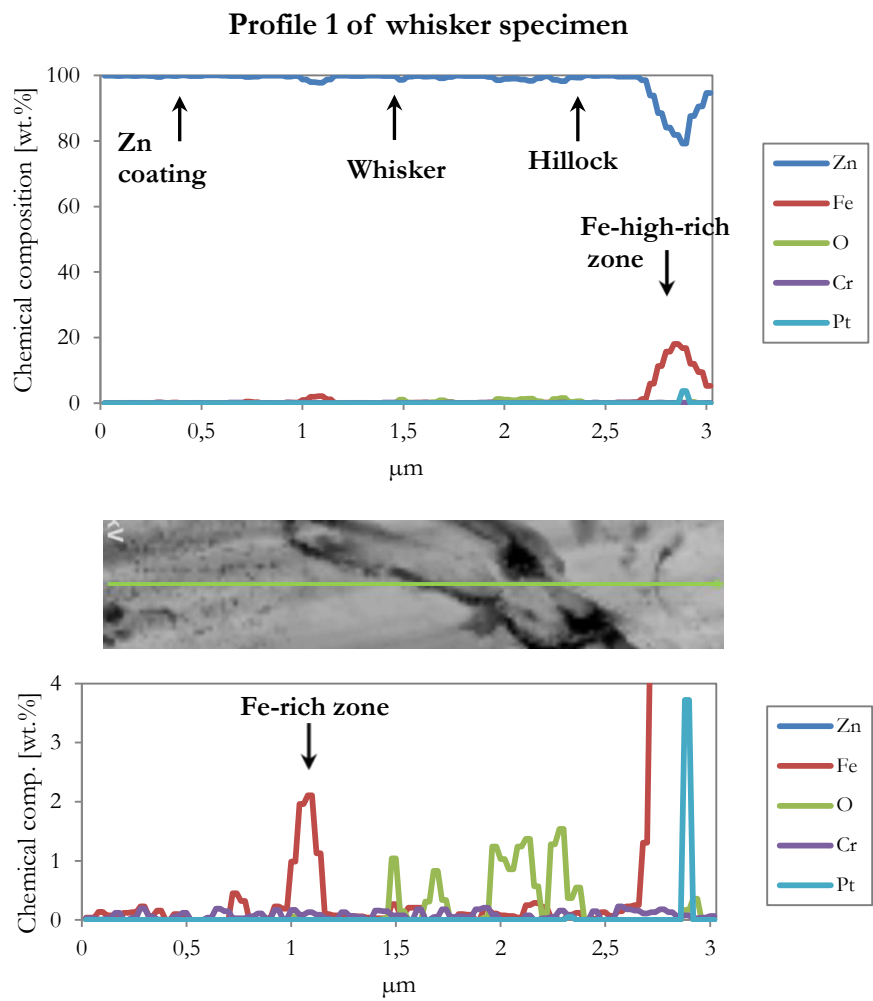 Profile 1 of whisker specimen
Chemical composition [wt.%]
100
80
60
40
20
0
Zn
coating
Whisker
Hillock
Fe-high-rich
zone
0
0,5
1
1,5
2
2,5
3
µm
Zn
Fe
O
Cr
Pt
kV
Chemical comp. [wt.%]
4
3
2
1
0
Fe-rich zone
0
0,5
1
1,5
2
2,5
3
µm
Zn
Fe
O
Cr
Pt